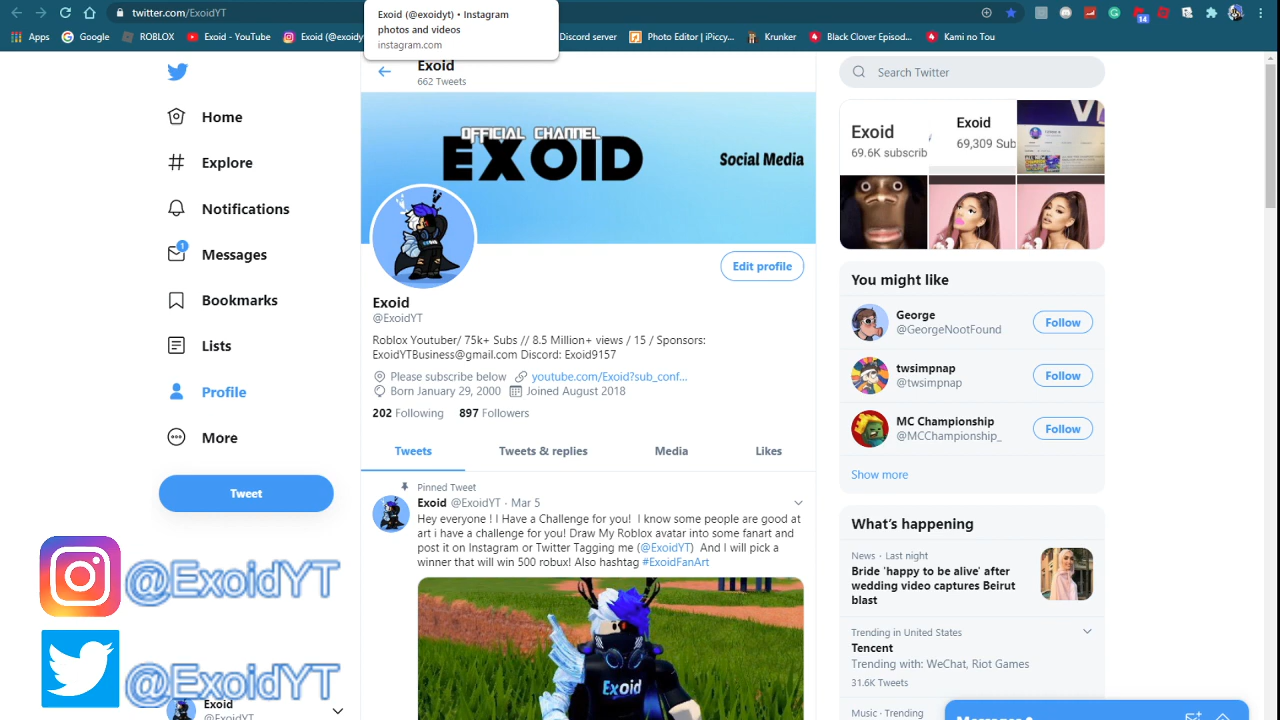 twitter.com/ExoidYT
Exoid (@exoidyt) • Instagram
photos and videos
instagram.com
14
Apps
Google
ROBLOX
Exoid - YouTube
Exoid (@exoidy
Discord server
Photo Editor | iPiccy...
Krunker
Black Clover Episod...
Kami no Tou
Exoid
662 Tweets
Search Twitter
Home
Explore
Notifications
1
Messages
Bookmarks
Lists
Profile
More
Tweet
OFFICIAL CHANNEL
EXOID
Social Media
Edit profile
Exoid
@ExoidYT
Roblox Youtuber/ 75k+ Subs // 8.5 Million+ views / 15 / Sponsors:
ExoidYTBusiness@gmail.com Discord: Exoid9157
Please subscribe below
youtube.com/Exoid?sub_conf...
Born January 29, 2000
Joined August 2018
202 Following
897 Followers
Tweets
Tweets & replies
Media
Likes
Pinned Tweet
Exoid @ExoidYT · Mar 5
Hey everyone ! I Have a Challenge for you! I know some people are good at
art i have a challenge for you! Draw My Roblox avatar into some fanart and
post it on Instagram or Twitter Tagging me (@ExoidYT) And I will pick a
winner that will win 500 robux! Also hashtag #ExoidFanArt
Exoid
Exoid
69.6K subscrib
Exoid
69,309 Sub
You might like
George
@GeorgeNootFound
Follow
twsimpnap
@twsimpnap
Follow
MC Championship
@MCChampionship_
Follow
Show more
What's happening
News · Last night
Bride 'happy to be alive' after
wedding video captures Beirut
blast
Trending in United States
Tencent
Trending with: WeChat, Riot Games
31.6K Tweets
Music · Trending
Messages
@ExoidYT
@ExoidYT
Exoid
@ExoidYT